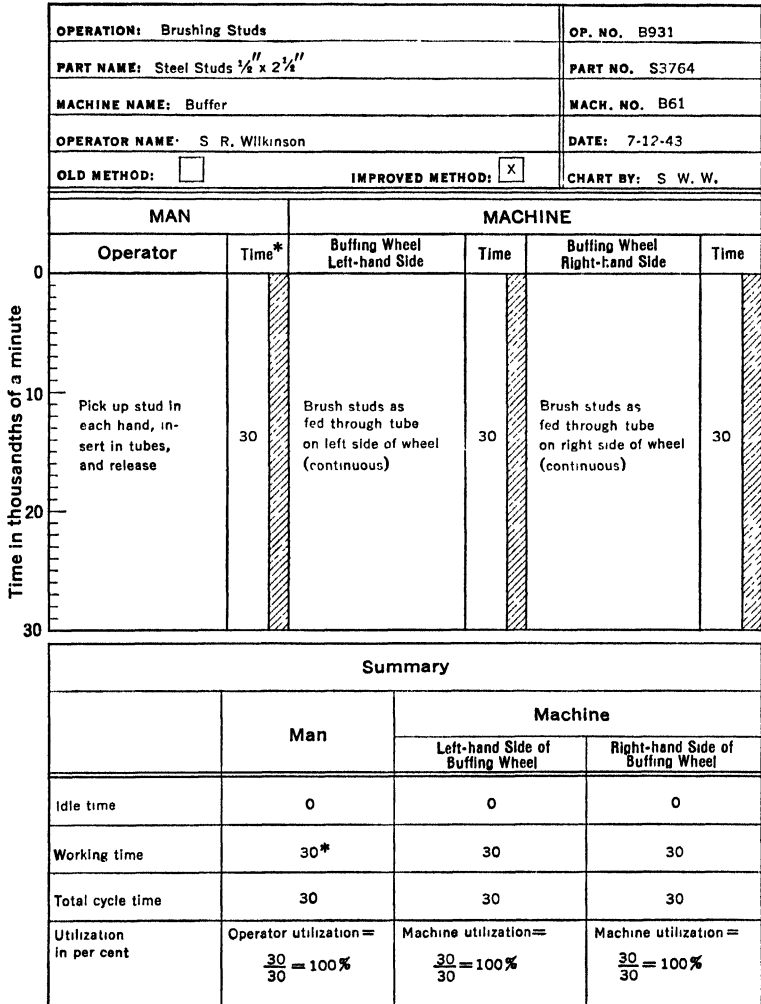 OPERATION: Brushing Studs
OP. NO. B931
PART NAME: Steel Studs ½″ x 2½″
PART NO. S3764
MACHINE NAME: Buffer
MACH. NO. B61
OPERATOR NAME· S R. Wilkinson
DATE: 7-12-43
OLD METHOD:
IMPROVED METHOD: X
CHART BY: S W. W.
MAN
MACHINE
Operator
Time*
Buffing Wheel
Left-hand Side
Time
Buffing Wheel
Right-hand Side
Time
Time in thousandths of a minute
0
10
20
30
Pick up stud in
each hand, in-
sert in tubes,
and release
30
Brush studs as
fed through tube
on left side of wheel
(continuous)
30
Brush studs as
fed through tube
on right side of wheel
(continuous)
30
Summary
Man
Machine
Left-hand Side of
Buffing Wheel
Right-hand Side of
Buffing Wheel
Idle time 0 0 0
Working time 30* 30 30
Total cycle time 30 30 30
Utilization
in per cent
Operator utilization=
30/30 = 100%
Machine utilization=
30/30 = 100%
Machine utilization =
30/30 = 100%